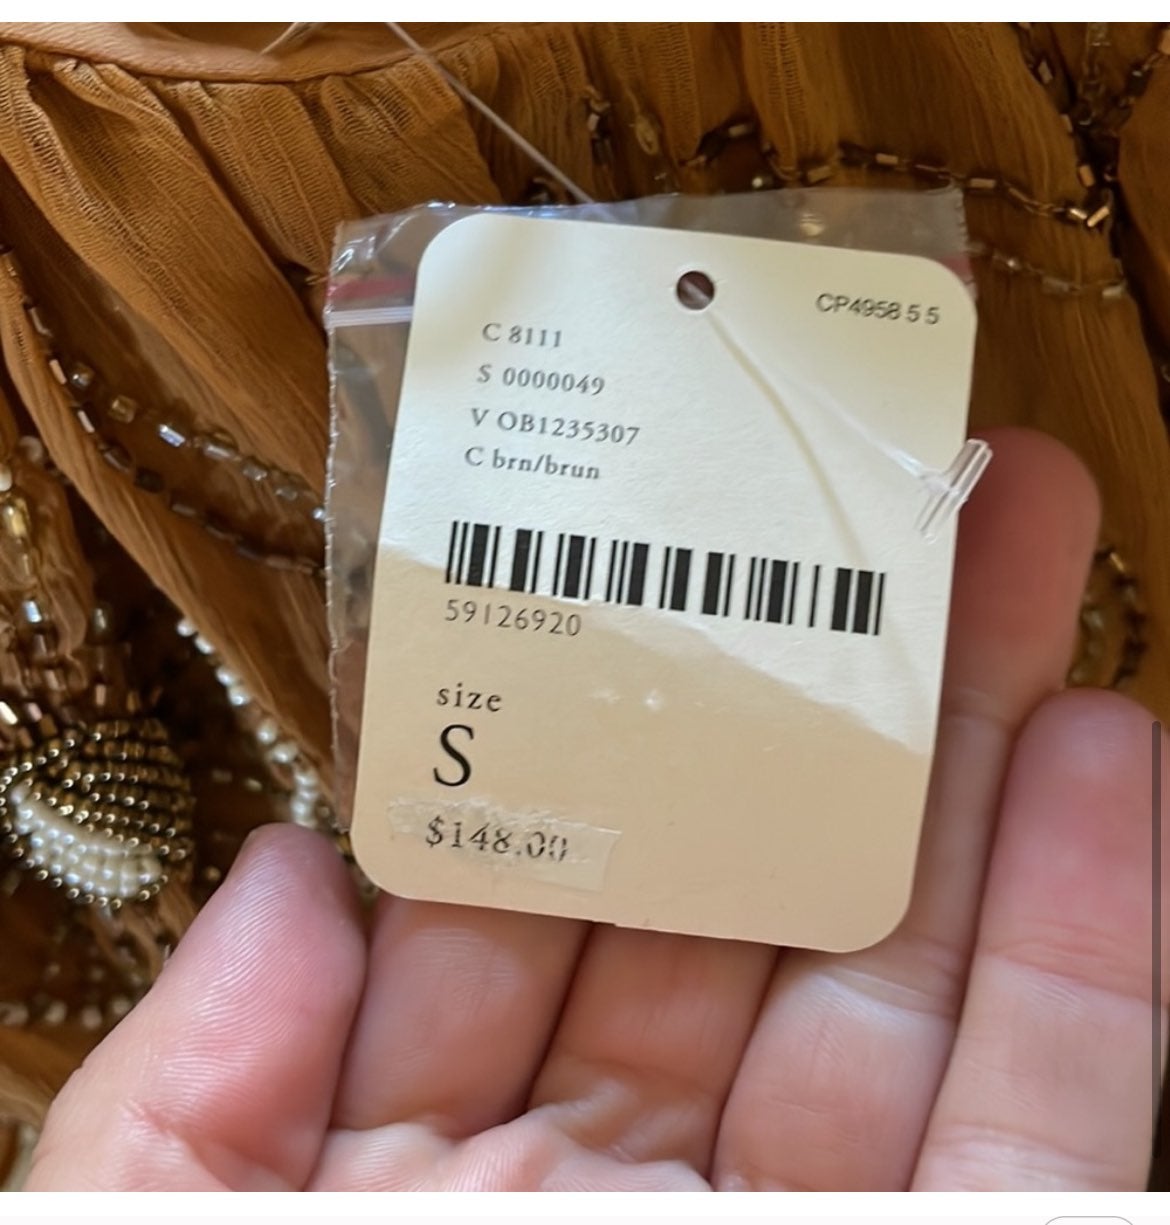 CP4958 5 5
C 8111
S 0000049
V OB1235307
C brn/brun
59126920
size
S
$148.00